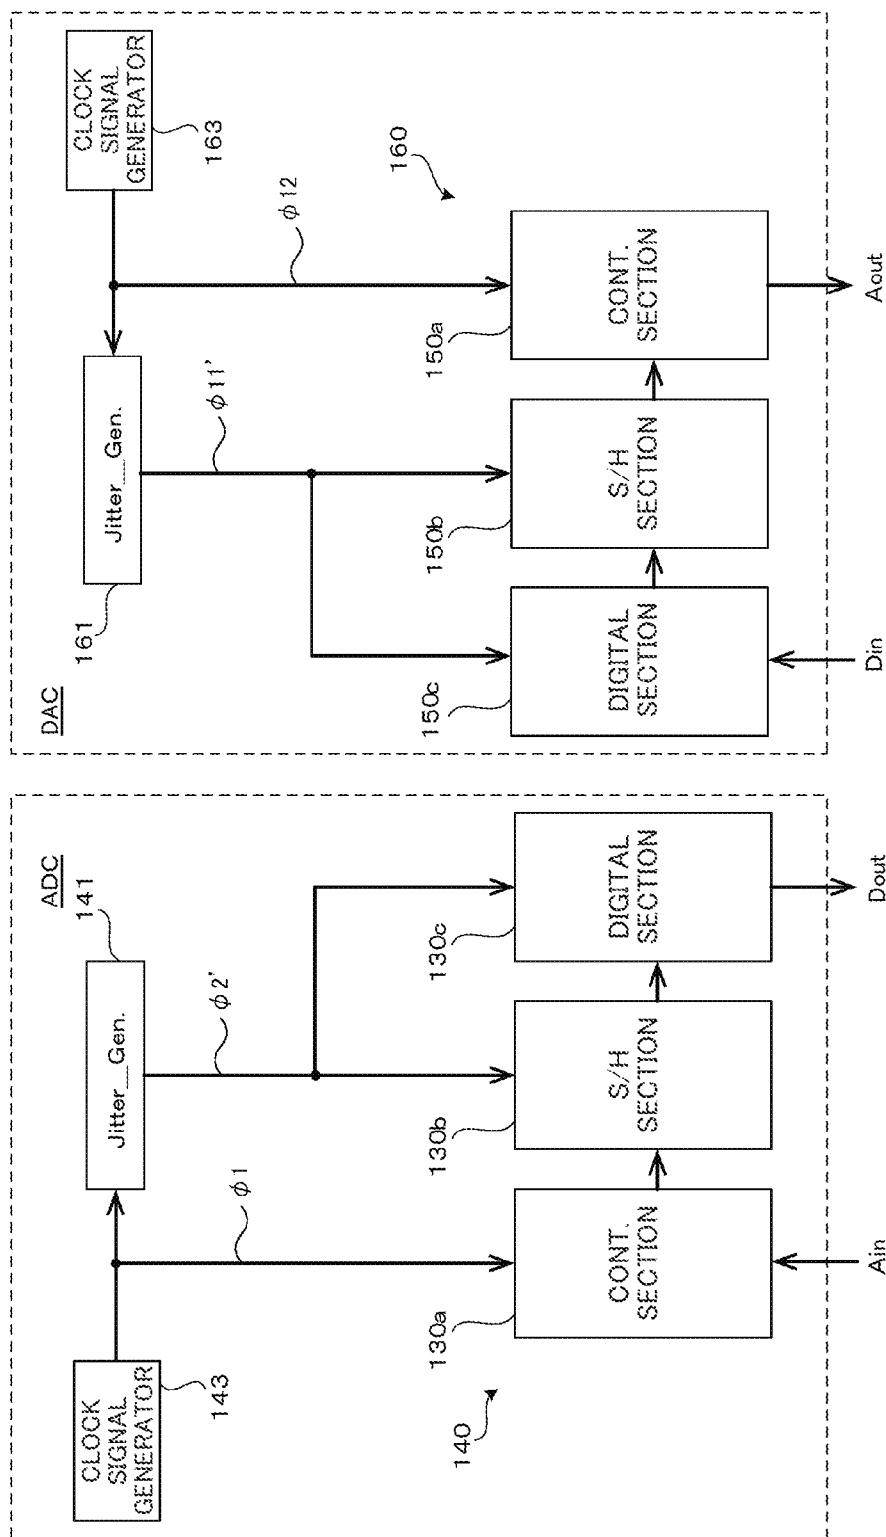 ADC
CLOCK
SIGNAL
GENERATOR
143
Jitter__Gen.
141
ϕ1
ϕ2'
140
130a
CONT.
SECTION
130b
S/H
SECTION
130c
DIGITAL
SECTION
Ain
Dout
DAC
161
Jitter__Gen.
CLOCK
SIGNAL
GENERATOR
163
ϕ11'
ϕ12
160
150c
DIGITAL
SECTION
150b
S/H
SECTION
150a
CONT.
SECTION
Din
Aout